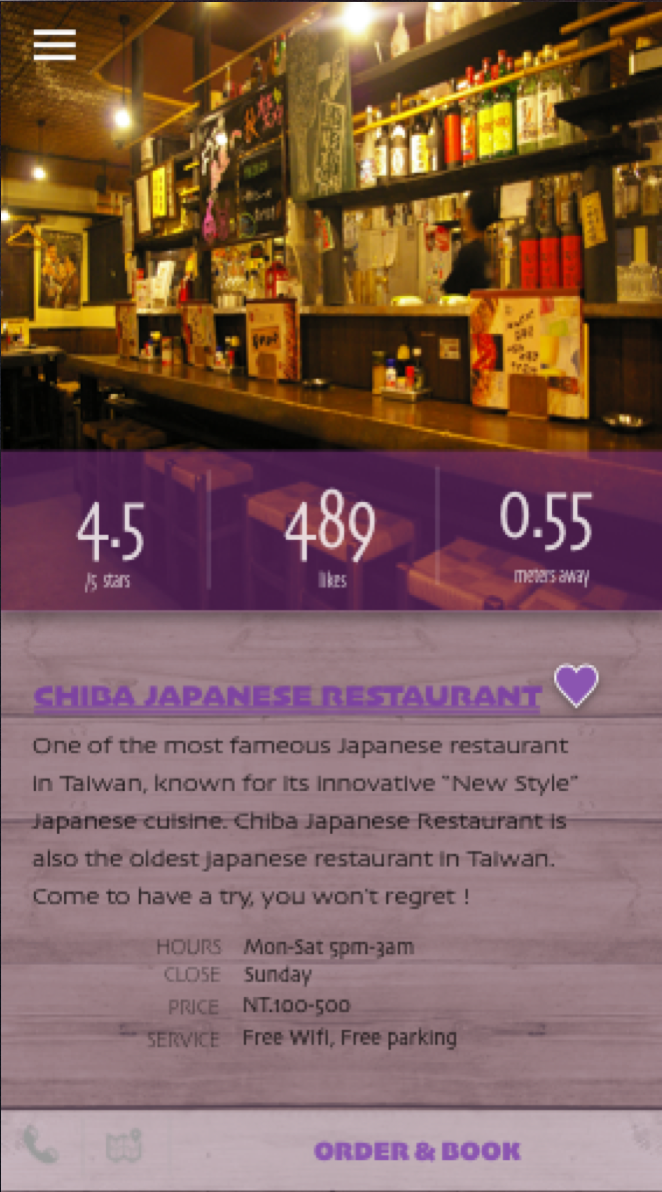 4.5
/5 stars
489
likes
0.55
meters away
CHIBA JAPANESE RESTAURANT
One of the most fameous Japanese restaurant
in Taiwan, known for its innovative "New Style"
Japanese cuisine. Chiba Japanese Restaurant is
also the oldest japanese restaurant in Taiwan.
Come to have a try, you won't regret !
HOURS Mon-Sat 5pm-3am
CLOSE Sunday
PRICE NT.100-500
SERVICE Free Wifi, Free parking
ORDER & BOOK